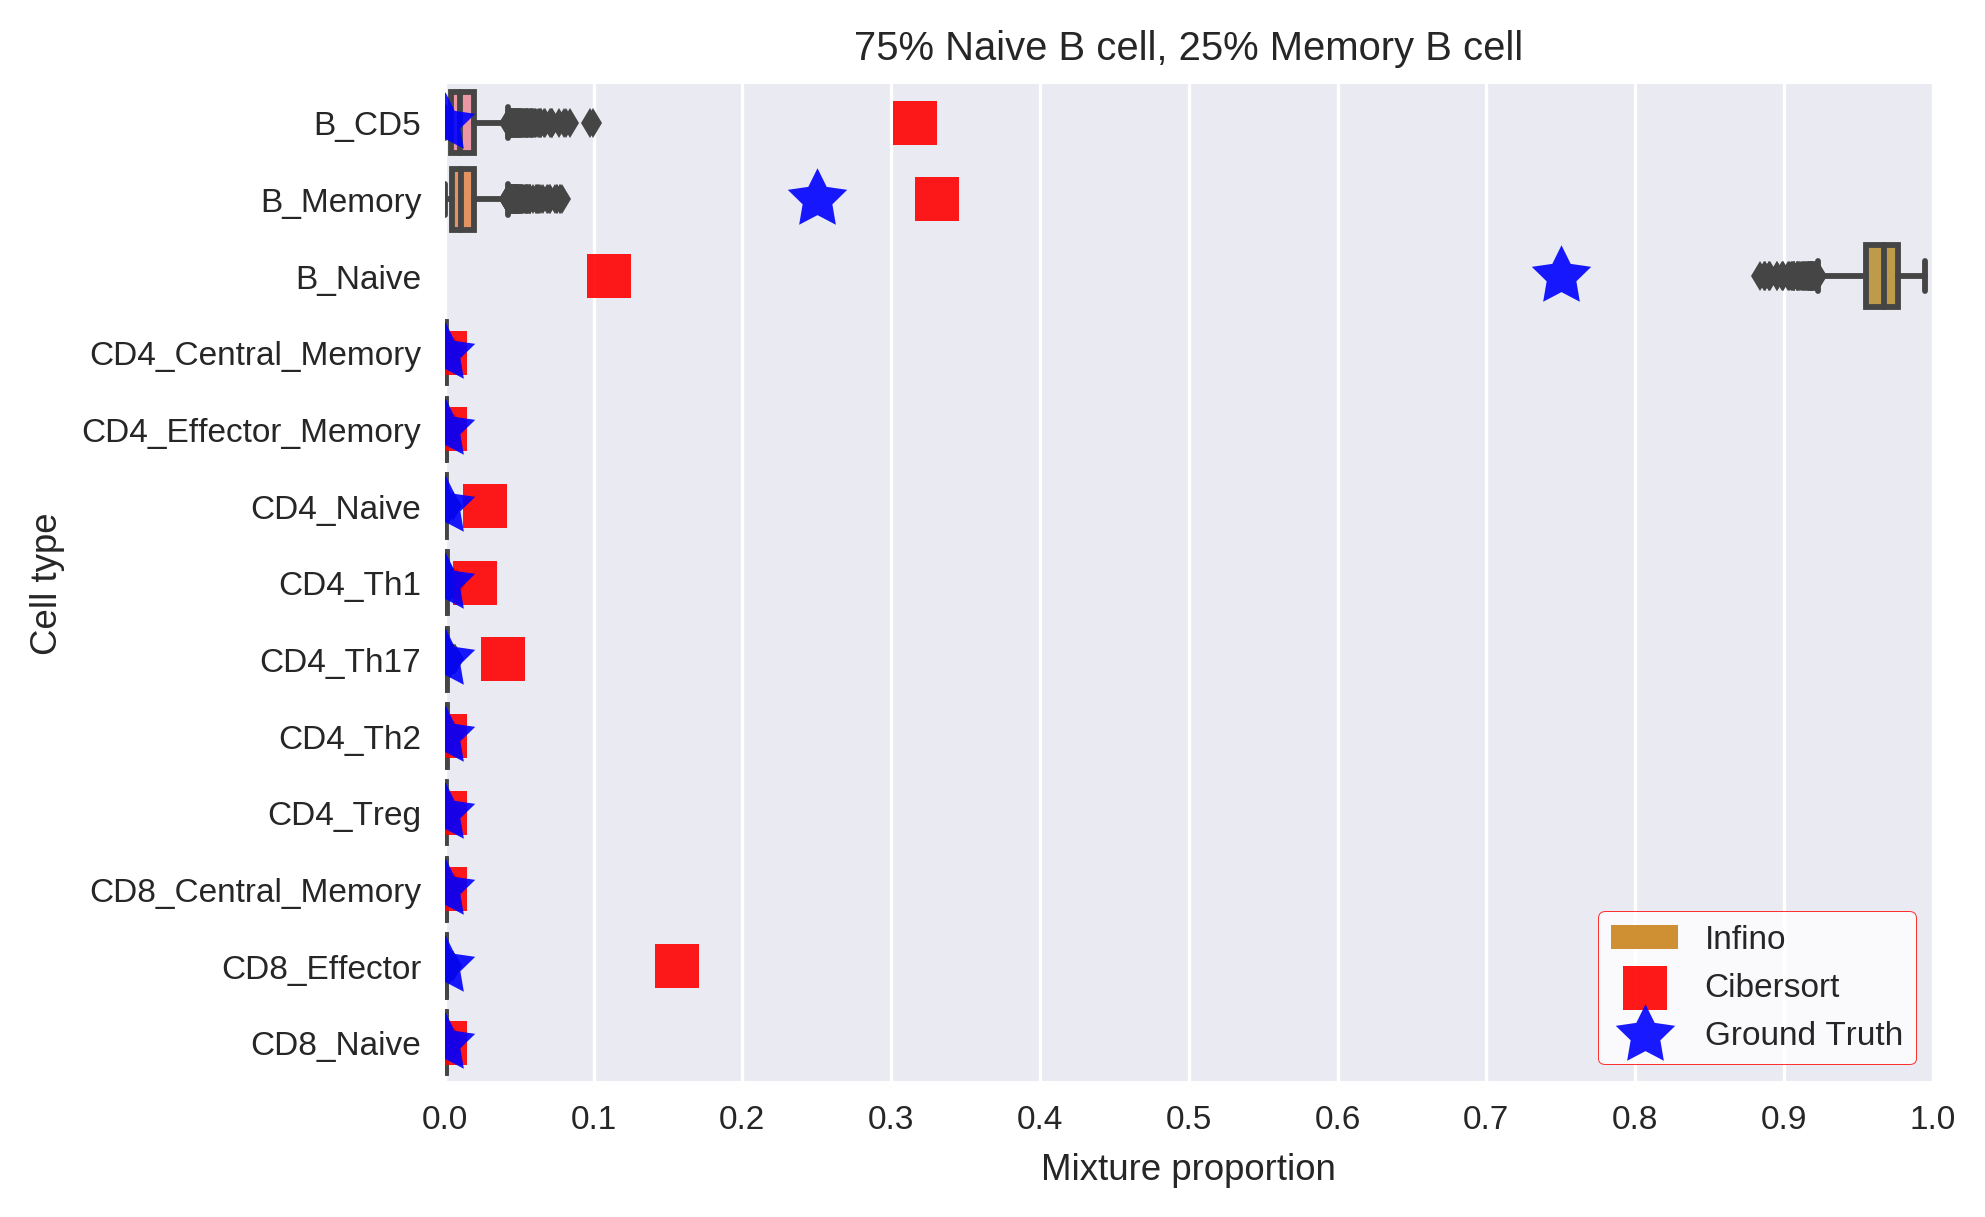 75% Naive B cell, 25% Memory B cell
B_CD5
B_Memory
B_Naive
CD4_Central_Memory
CD4_Effector_Memory
CD4_Naive
CD4_Th1
CD4_Th17
CD4_Th2
CD4_Treg
CD8_Central_Memory
CD8_Effector
CD8_Naive
Cell type
Infino
Cibersort
Ground Truth
0.0 0.1 0.2 0.3 0.4 0.5 0.6 0.7 0.8 0.9 1.0
Mixture proportion